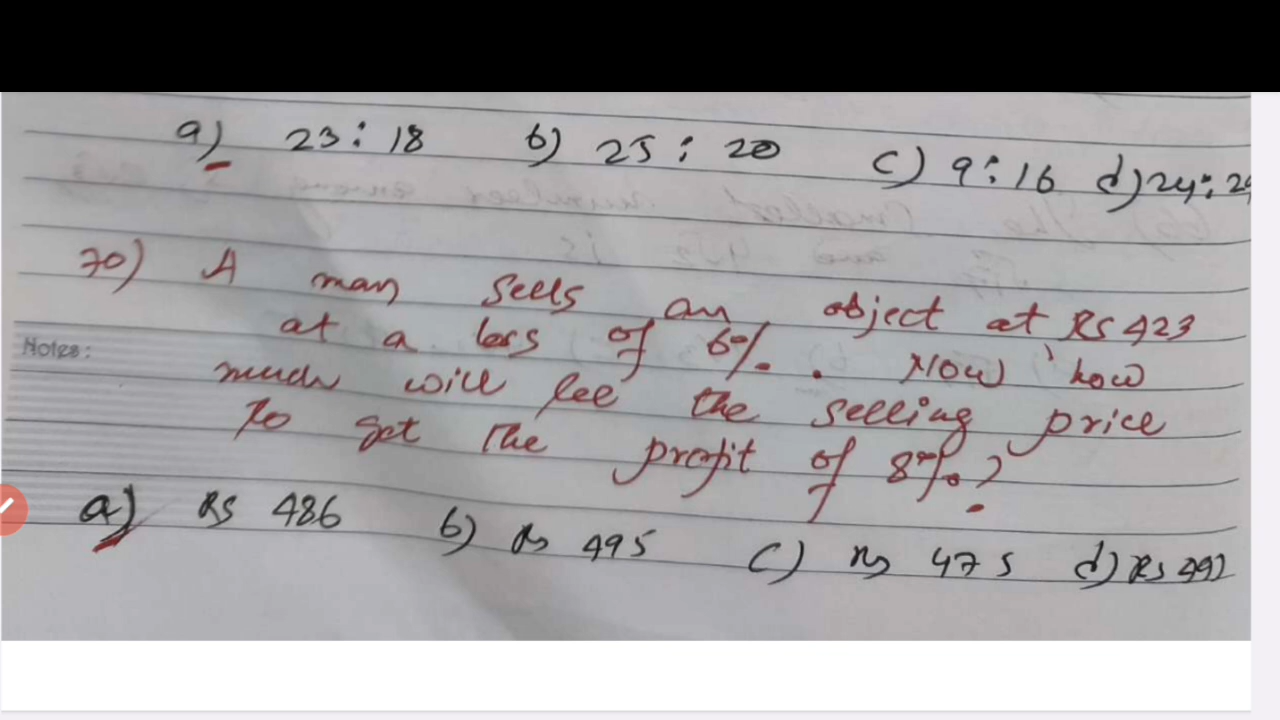 a) 23 : 18 b) 25 : 20 c) 9 : 16 d) 24 : 2
70) A man sells an object at RS 423
at a loss of 6%. Now how
Notes:
much will be the selling price
to get the profit of 8%?
a) RS 486 b) Rs 495 c) Rs 475 d) Rs 492